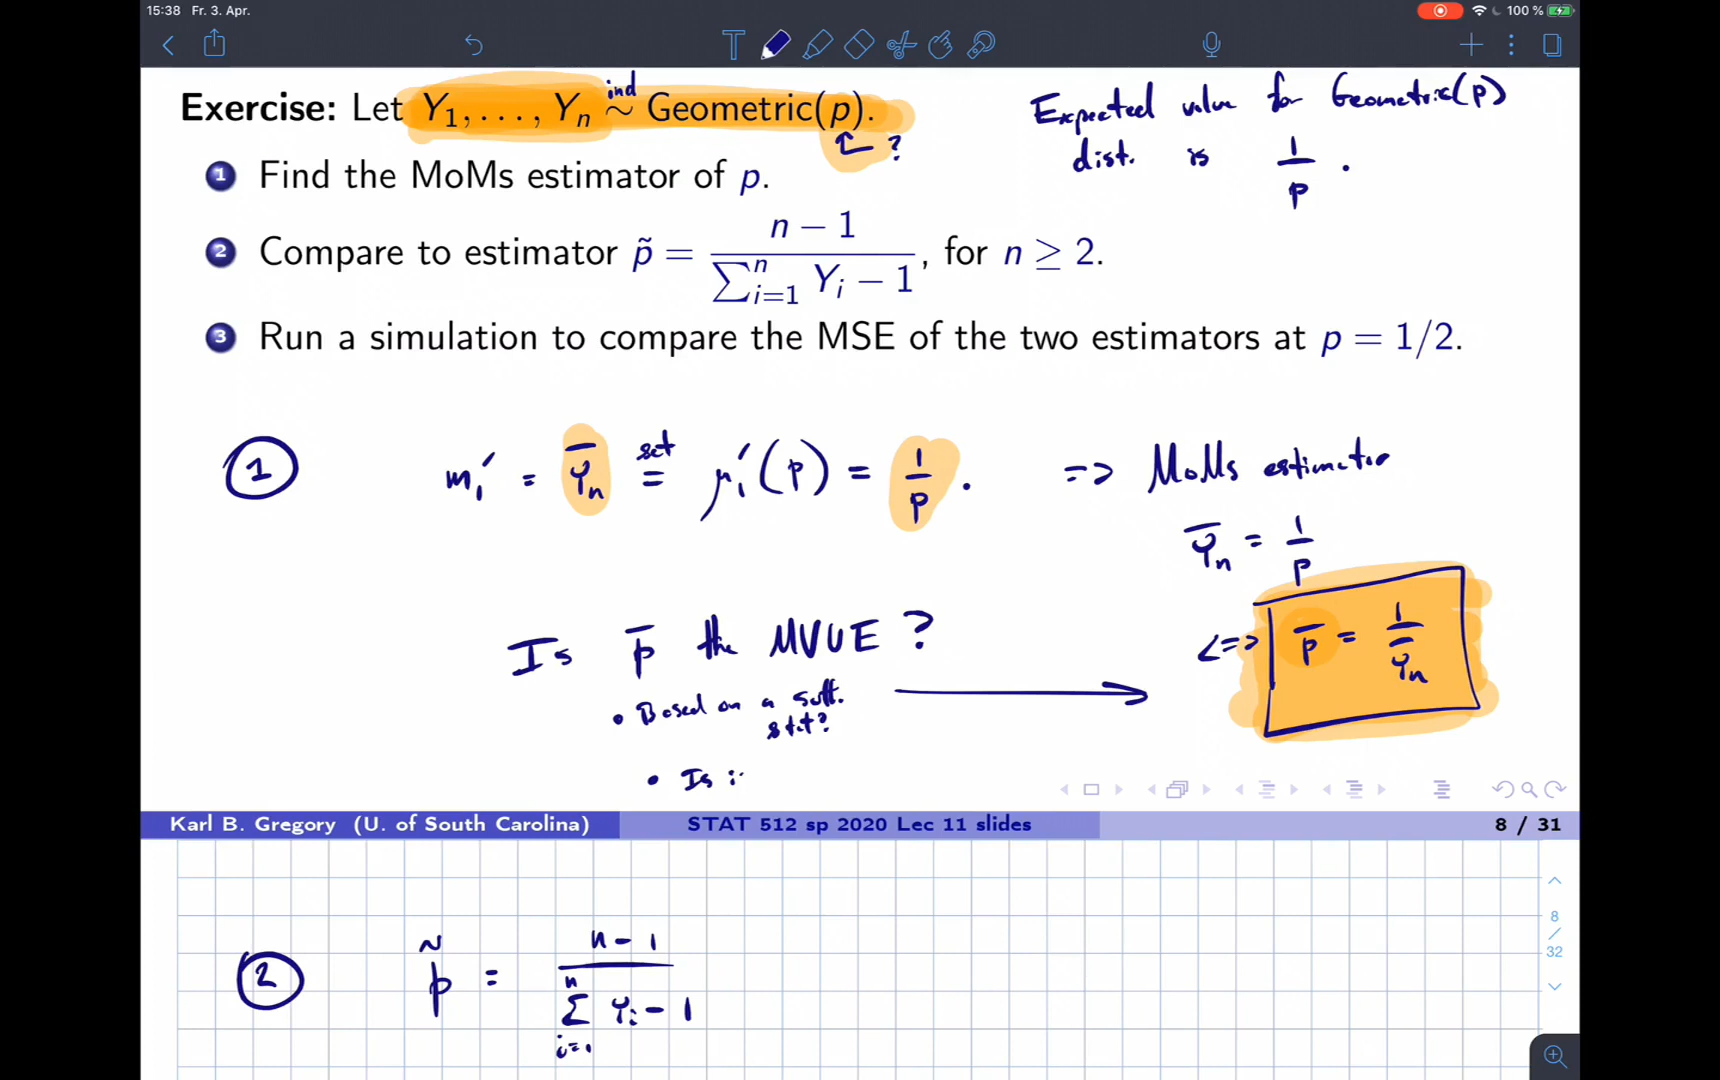 15:38 Fr. 3. Apr.
100 %
Exercise: Let Y₁, . . . , Yₙ ind ∼ Geometric(p).
?
Expected value for Geometric(p)
dist. is 1/p .
1 Find the MoMs estimator of p.
2 Compare to estimator p̃ = (n − 1)/(∑ⁿᵢ₌₁ Yᵢ − 1), for n ≥ 2.
3 Run a simulation to compare the MSE of the two estimators at p = 1/2.
① m₁′ = Ȳₙ set = μ₁′(p) = 1/p . => MoMs estimator
Ȳₙ = 1/p
<=> p̄ = 1/Ȳₙ
Is p̄ the MVUE ?
• Based on a suff. stat?
• Is i
Karl B. Gregory (U. of South Carolina) STAT 512 sp 2020 Lec 11 slides 8 / 31
② p̃ = (n - 1)/(∑ⁿᵢ₌₁ Yᵢ - 1)
8
/
32